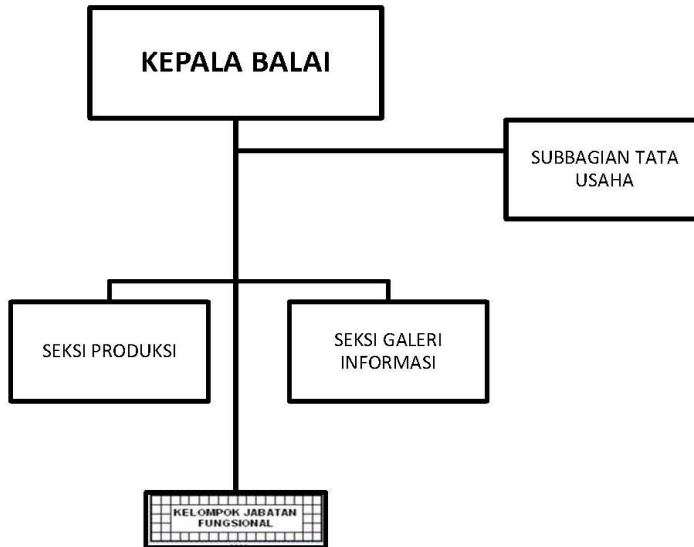 KEPALA BALAI
SUBBAGIAN TATA
USAHA
SEKSI PRODUKSI
SEKSI GALERI
INFORMASI
KELOMPOK JABATAN
FUNGSIONAL